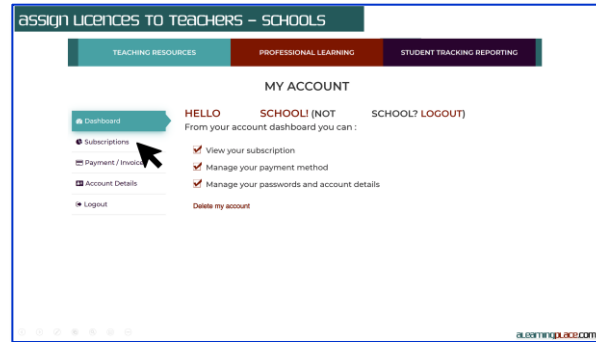 assign Licences to Teachers – SCHOOLS
TEACHING RESOURCES PROFESSIONAL LEARNING STUDENT TRACKING REPORTING
MY ACCOUNT
Dashboard
Subscriptions
Payment / Invoice
Account Details
Logout
HELLO SCHOOL! (NOT SCHOOL? LOGOUT)
From your account dashboard you can :
View your subscription
Manage your payment method
Manage your passwords and account details
Delete my account
aLearningplace.com